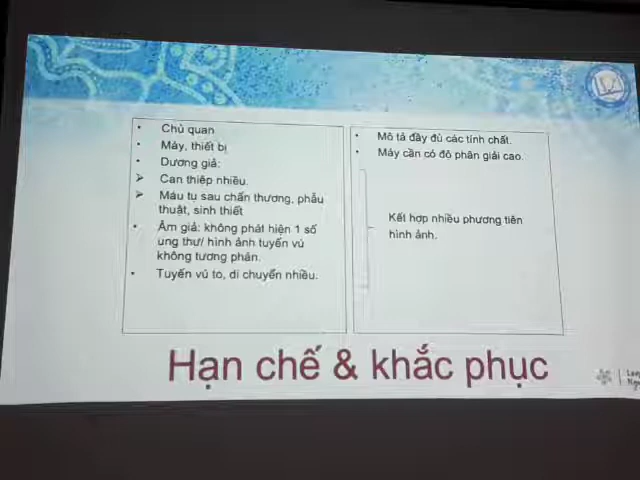 • Chủ quan
• Máy, thiết bị
• Dương giả:
➢ Can thiệp nhiều.
➢ Máu tụ sau chấn thương, phẫu
thuật, sinh thiết
• Âm giả: không phát hiện 1 số
ung thư/ hình ảnh tuyến vú
không tương phản.
• Tuyến vú to, di chuyển nhiều.
• Mô tả đầy đủ các tính chất.
• Máy cần có độ phân giải cao.
Kết hợp nhiều phương tiện
hình ảnh.
Hạn chế & khắc phục